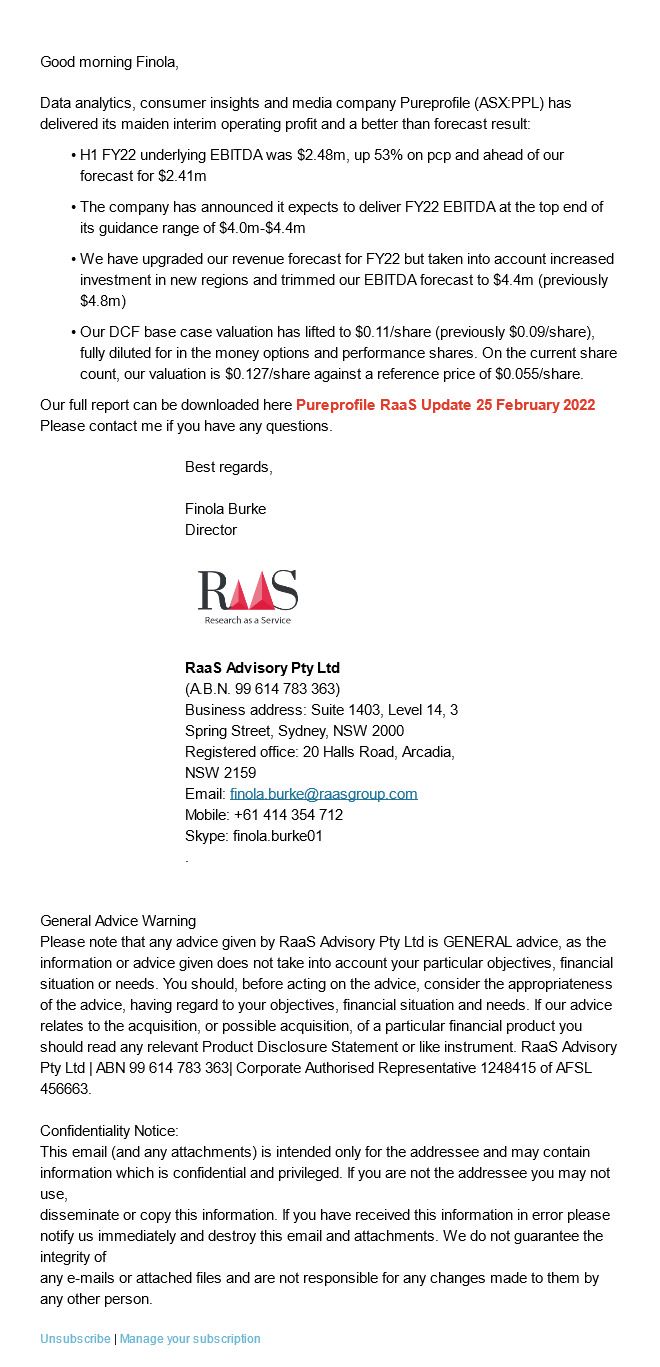 Good morning Finola,
Data analytics, consumer insights and media company Pureprofile (ASX:PPL) has
delivered its maiden interim operating profit and a better than forecast result:
• H1 FY22 underlying EBITDA was $2.48m, up 53% on pcp and ahead of our
forecast for $2.41m
• The company has announced it expects to deliver FY22 EBITDA at the top end of
its guidance range of $4.0m-$4.4m
• We have upgraded our revenue forecast for FY22 but taken into account increased
investment in new regions and trimmed our EBITDA forecast to $4.4m (previously
$4.8m)
• Our DCF base case valuation has lifted to $0.11/share (previously $0.09/share),
fully diluted for in the money options and performance shares. On the current share
count, our valuation is $0.127/share against a reference price of $0.055/share.
Our full report can be downloaded here Pureprofile RaaS Update 25 February 2022
Please contact me if you have any questions.
Best regards,
Finola Burke
Director
RaaS
Research as a Service
RaaS Advisory Pty Ltd
(A.B.N. 99 614 783 363)
Business address: Suite 1403, Level 14, 3
Spring Street, Sydney, NSW 2000
Registered office: 20 Halls Road, Arcadia,
NSW 2159
Email: finola.burke@raasgroup.com
Mobile: +61 414 354 712
Skype: finola.burke01
.
General Advice Warning
Please note that any advice given by RaaS Advisory Pty Ltd is GENERAL advice, as the
information or advice given does not take into account your particular objectives, financial
situation or needs. You should, before acting on the advice, consider the appropriateness
of the advice, having regard to your objectives, financial situation and needs. If our advice
relates to the acquisition, or possible acquisition, of a particular financial product you
should read any relevant Product Disclosure Statement or like instrument. RaaS Advisory
Pty Ltd | ABN 99 614 783 363| Corporate Authorised Representative 1248415 of AFSL
456663.
Confidentiality Notice:
This email (and any attachments) is intended only for the addressee and may contain
information which is confidential and privileged. If you are not the addressee you may not
use,
disseminate or copy this information. If you have received this information in error please
notify us immediately and destroy this email and attachments. We do not guarantee the
integrity of
any e-mails or attached files and are not responsible for any changes made to them by
any other person.
Unsubscribe | Manage your subscription